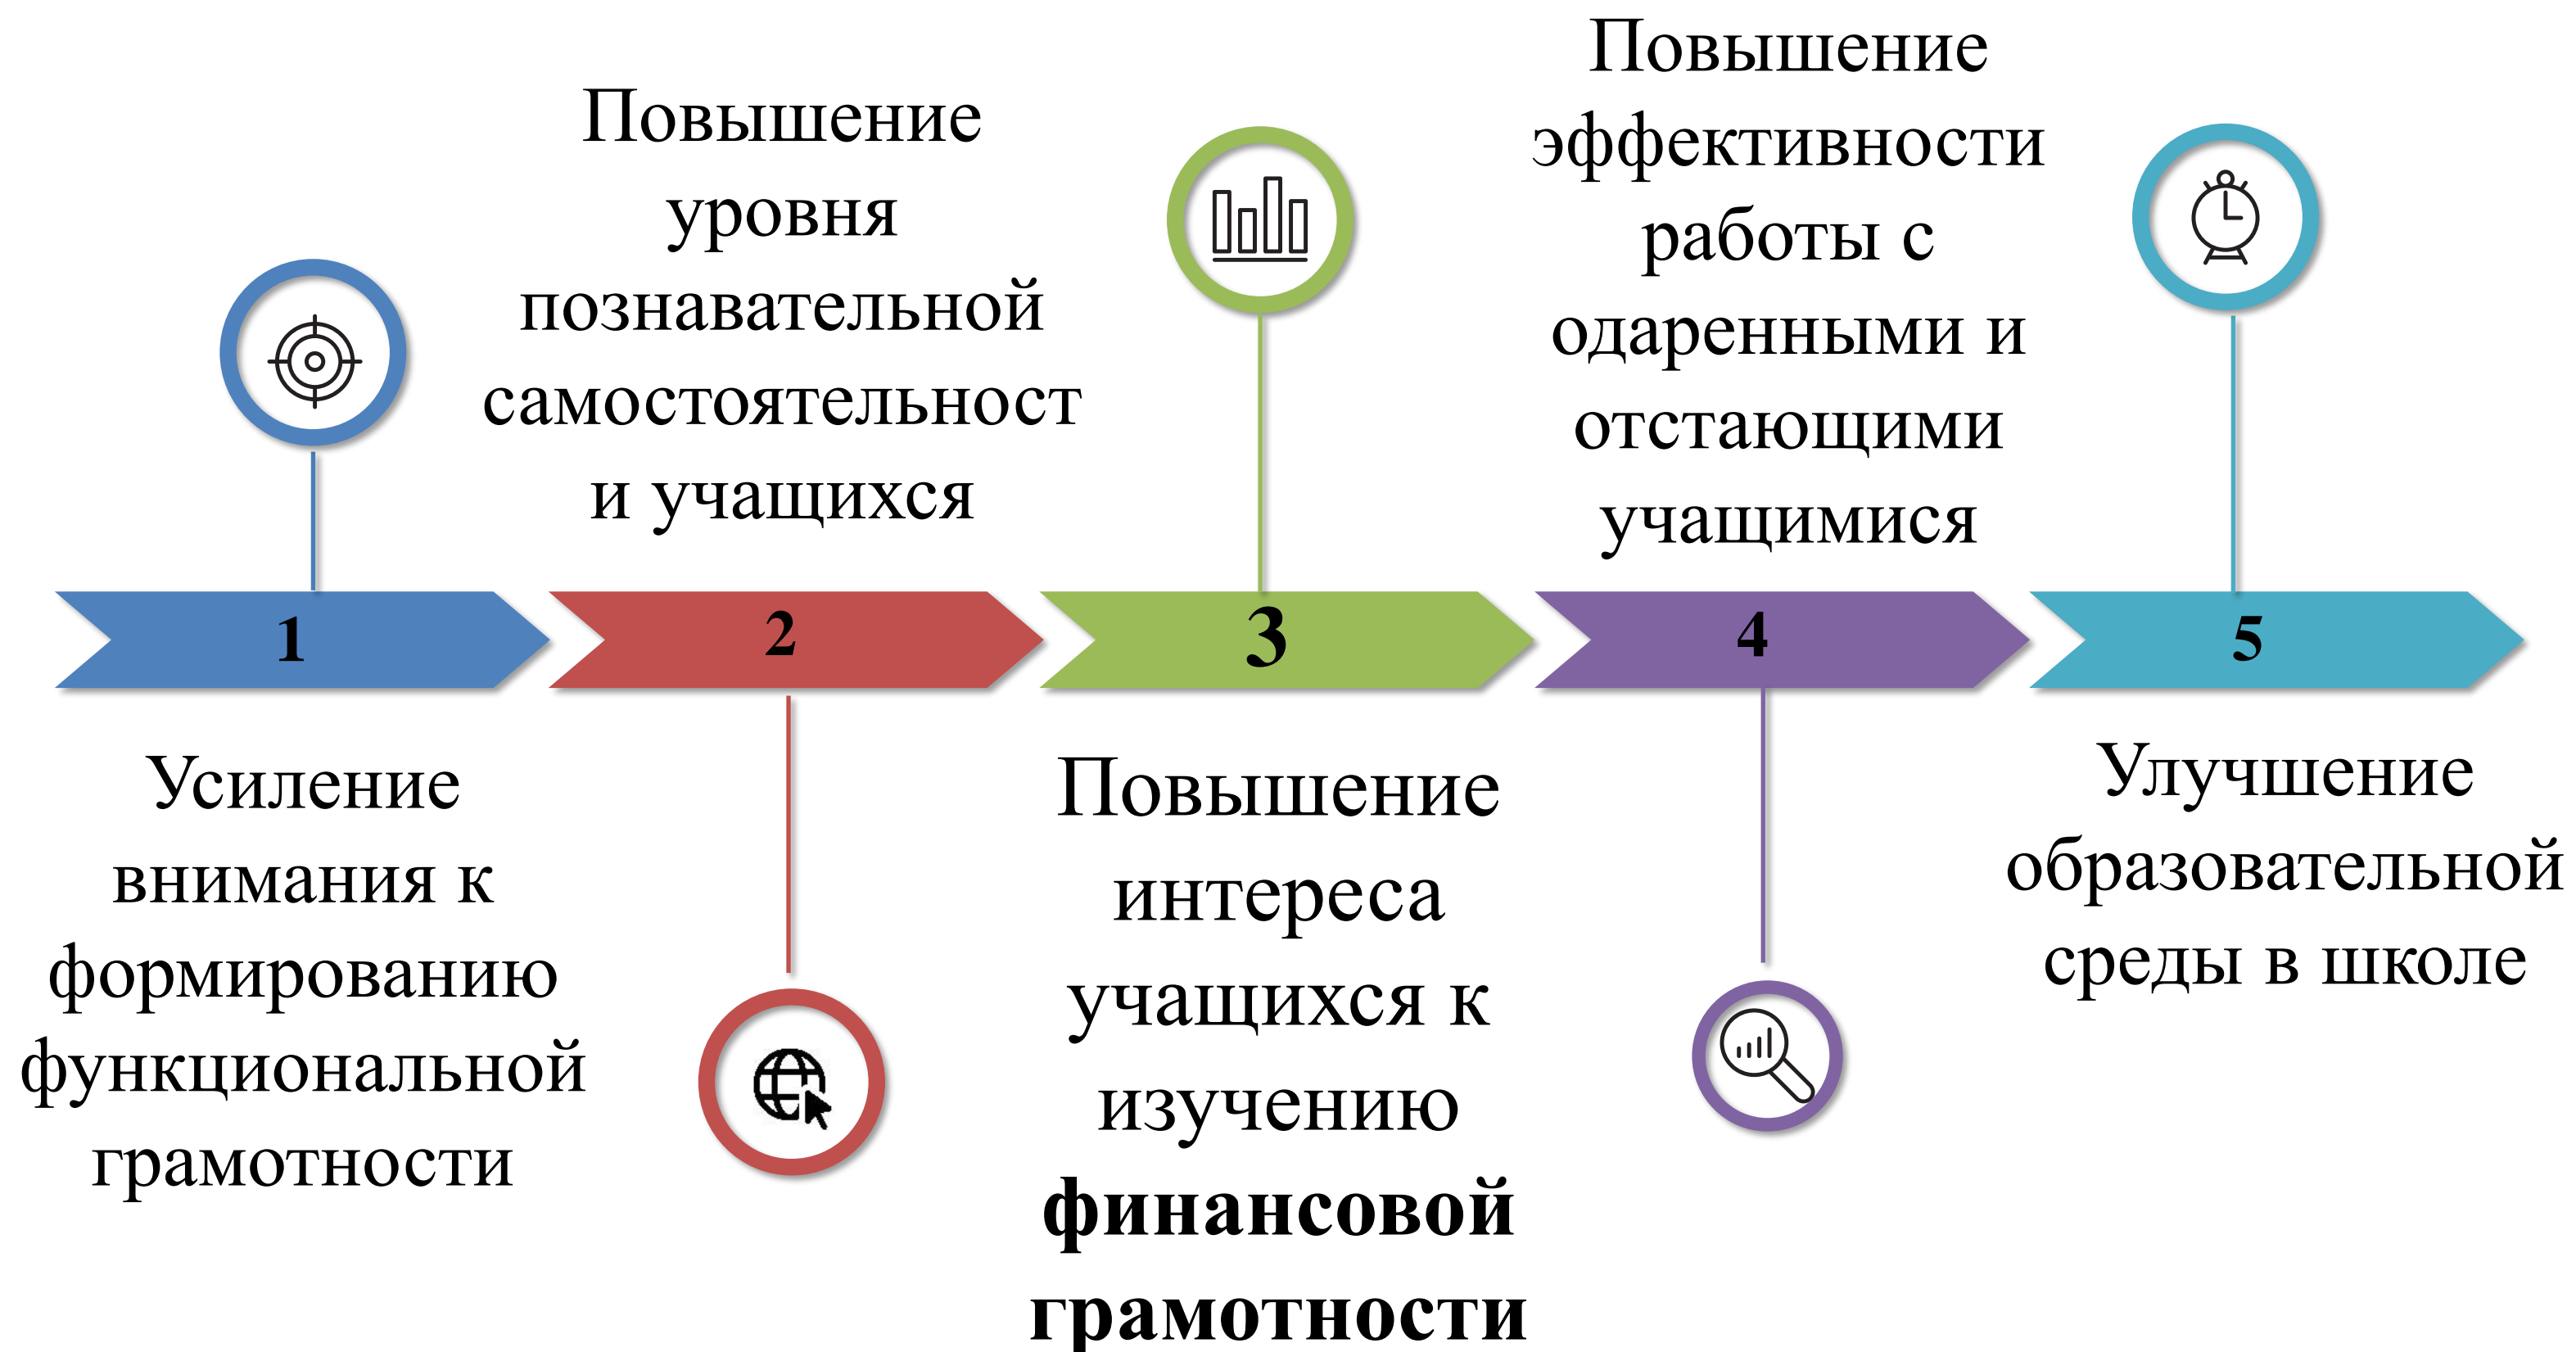 1
Усиление
внимания к
формированию
функциональной
грамотности
Повышение
уровня
познавательной
самостоятельност
и учащихся
2
3
Повышение
интереса
учащихся к
изучению
финансовой
грамотности
Повышение
эффективности
работы с
одаренными и
отстающими
учащимися
4
5
Улучшение
образовательной
среды в школе